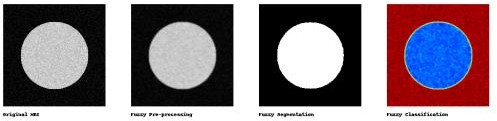 Original MRI
Fuzzy Pre-processing
Fuzzy Segmentation
Fuzzy Classification